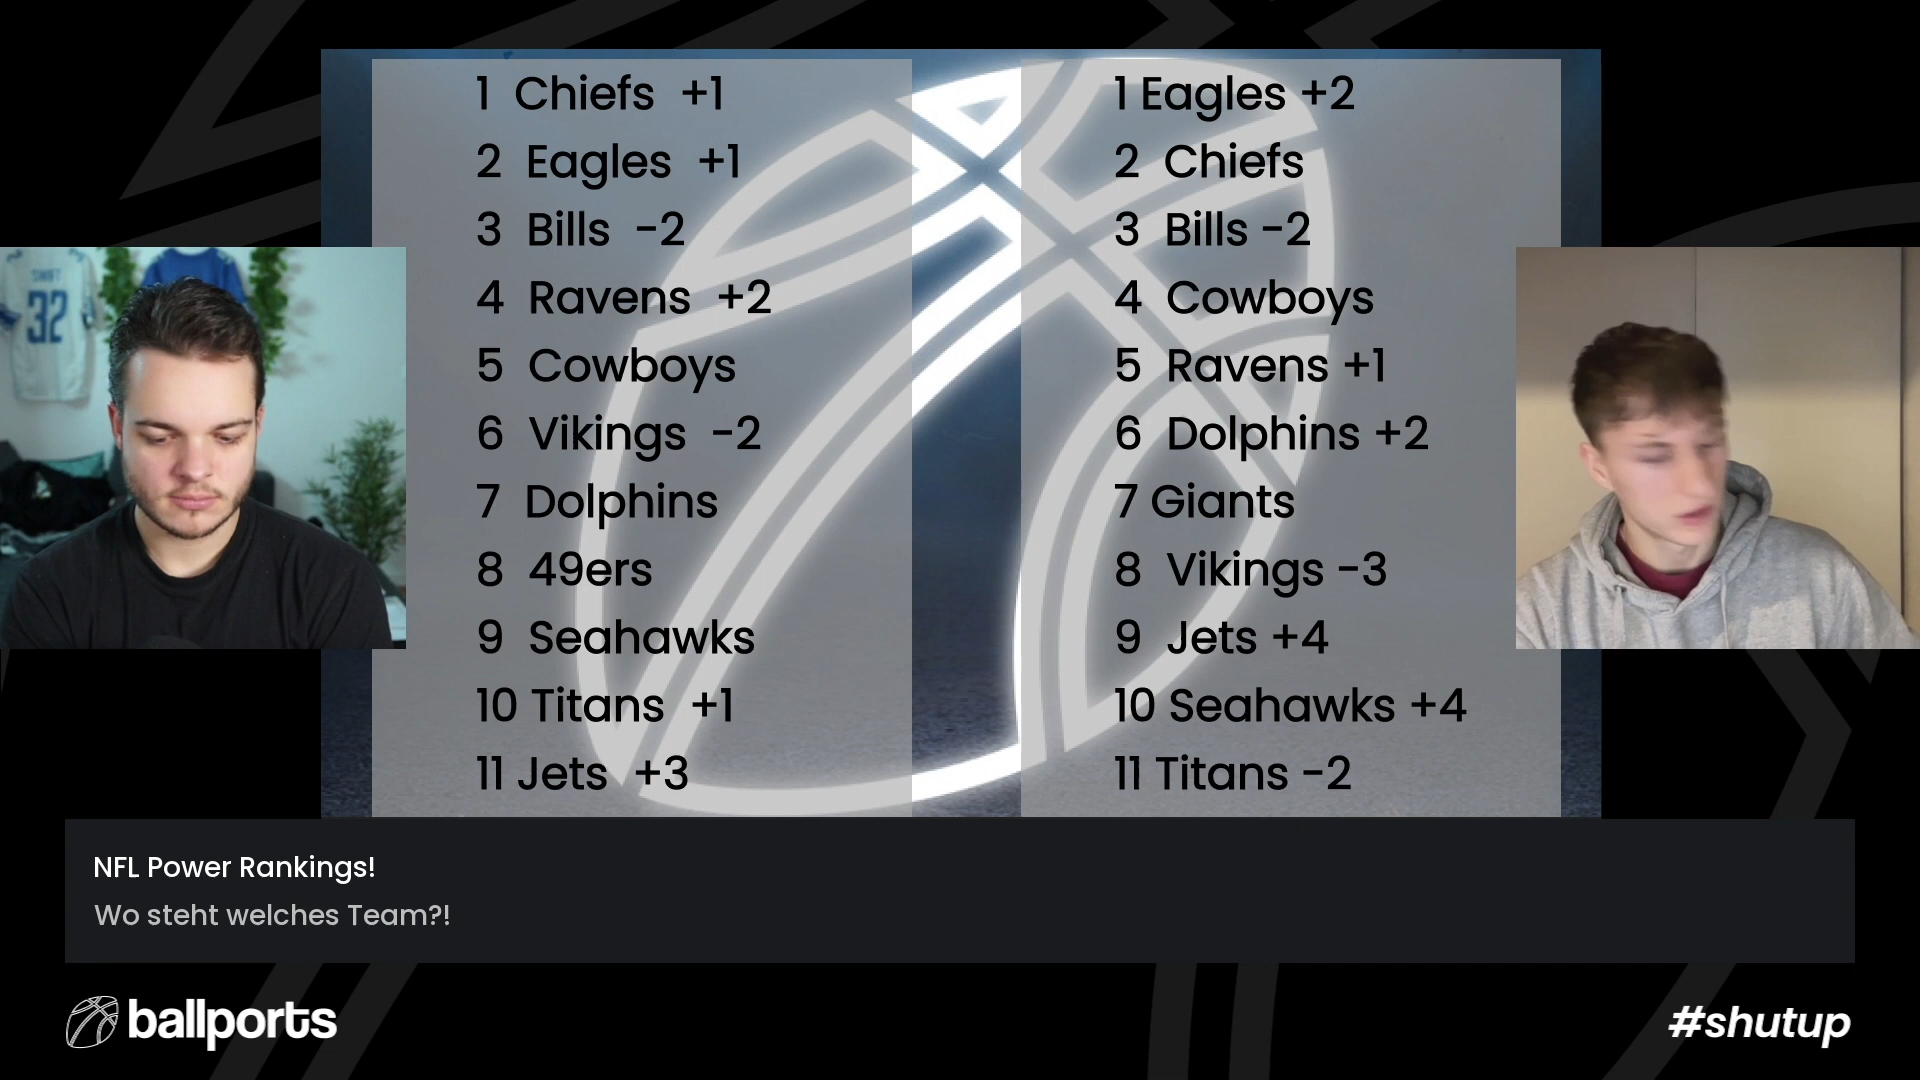 1 Chiefs +1
2 Eagles +1
3 Bills -2
4 Ravens +2
5 Cowboys
6 Vikings -2
7 Dolphins
8 49ers
9 Seahawks
10 Titans +1
11 Jets +3
1 Eagles +2
2 Chiefs
3 Bills -2
4 Cowboys
5 Ravens +1
6 Dolphins +2
7 Giants
8 Vikings -3
9 Jets +4
10 Seahawks +4
11 Titans -2
SWIFT
32
NFL Power Rankings!
Wo steht welches Team?!
ballports
#shutup